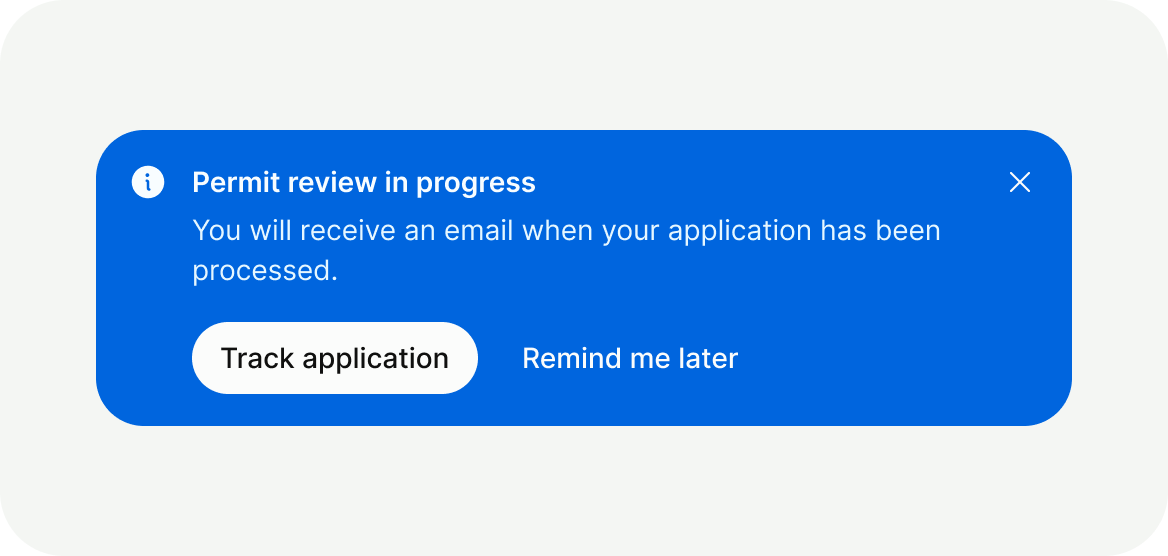 Permit review in progress
You will receive an email when your application has been
processed.
Track application
Remind me later